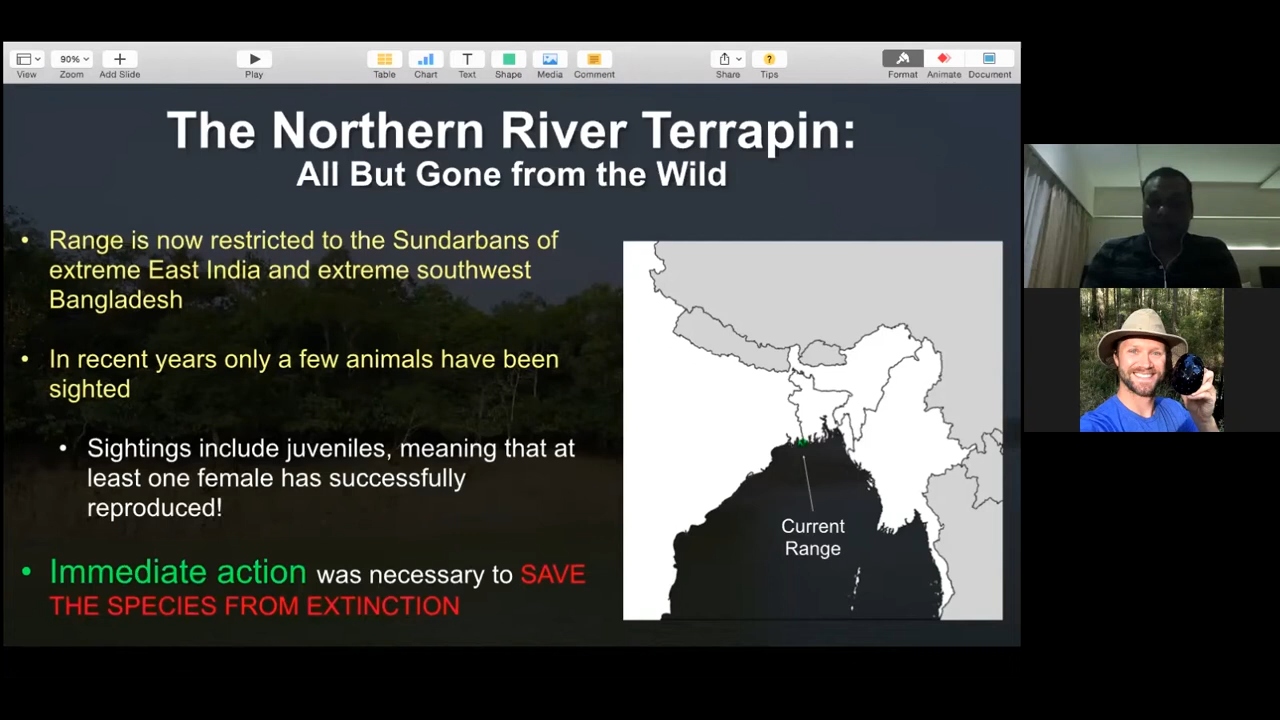 90%
View
Zoom
Add Slide
Play
Table
Chart
Text
Shape
Media
Comment
Share
Tips
Format
Animate
Document
The Northern River Terrapin:
All But Gone from the Wild
• Range is now restricted to the Sundarbans of
extreme East India and extreme southwest
Bangladesh
• In recent years only a few animals have been
sighted
• Sightings include juveniles, meaning that at
least one female has successfully
reproduced!
• Immediate action was necessary to SAVE
THE SPECIES FROM EXTINCTION
Current
Range